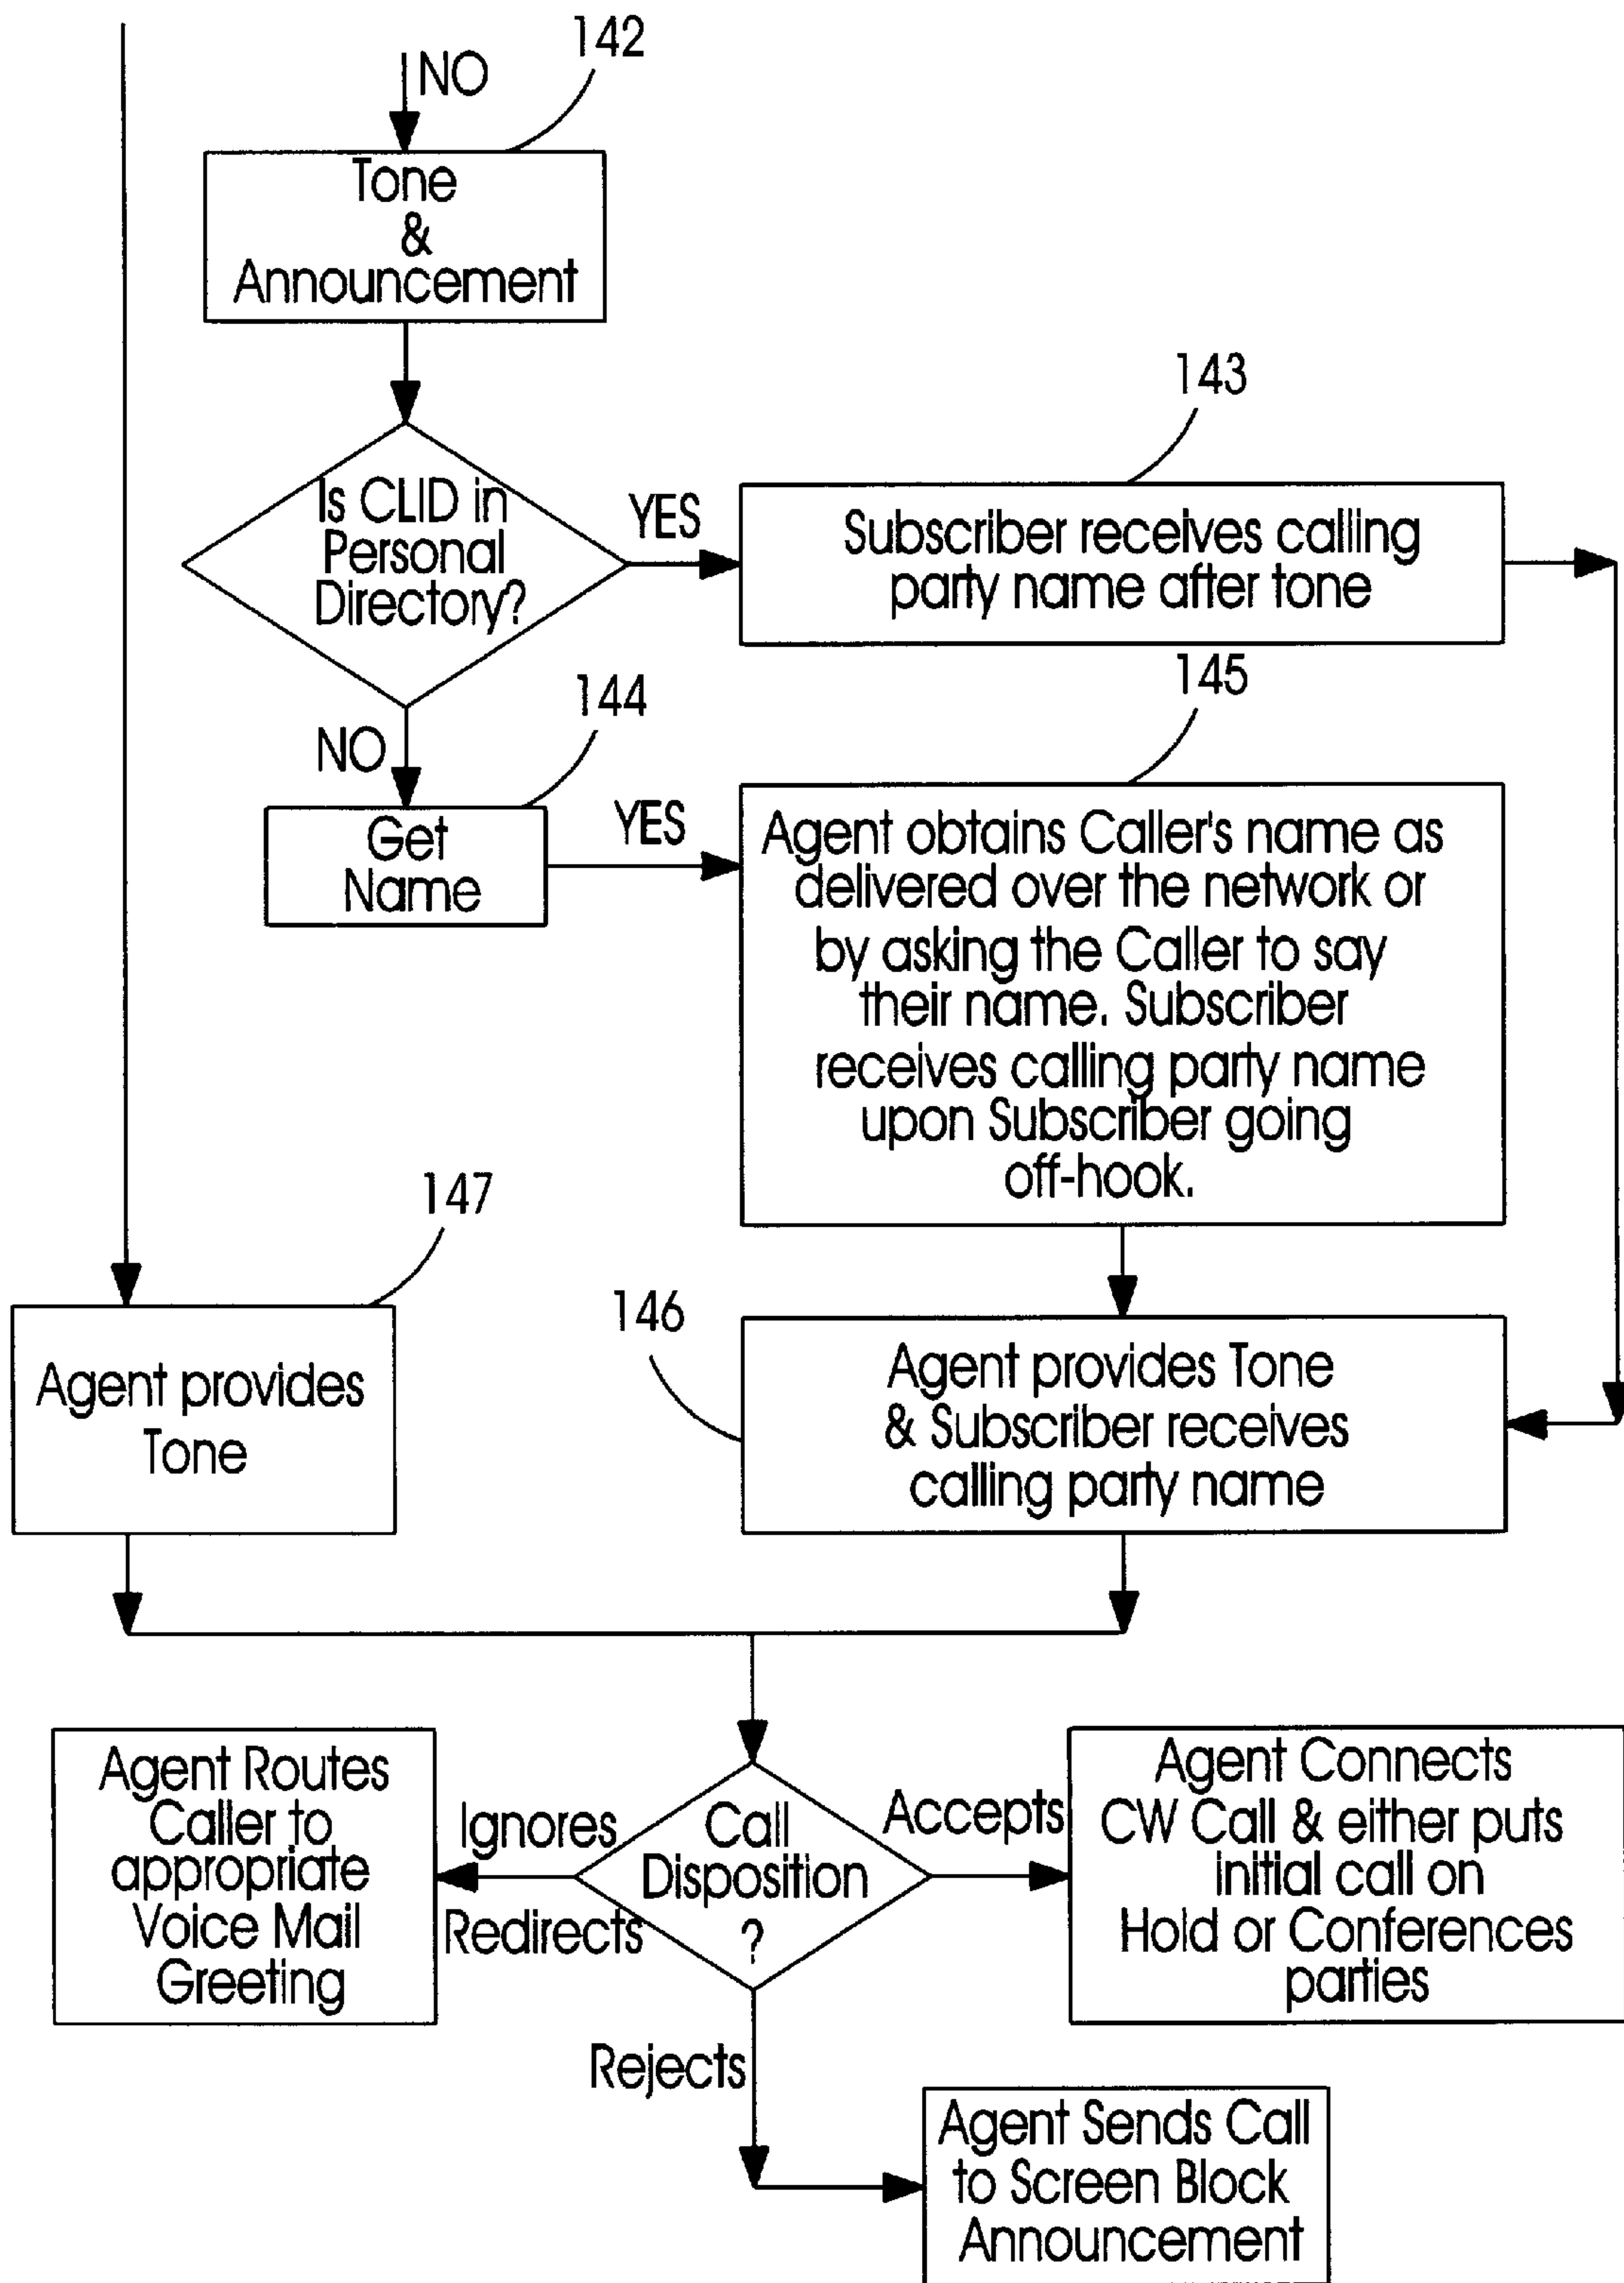 142
NO
Tone
&
Announcement
143
Is CLID in
Personal
Directory?
YES
Subscriber receives calling
party name after tone
145
144
NO
Get
Name
YES
Agent obtains Caller's name as
delivered over the network or
by asking the Caller to say
their name. Subscriber
receives calling party name
upon Subscriber going
off-hook.
147
146
Agent provides
Tone
Agent provides Tone
& Subscriber receives
calling party name
Agent Routes
Caller to
appropriate
Voice Mail
Greeting
Ignores
Redirects
Call
Disposition
?
Accepts
Agent Connects
CW Call & either puts
initial call on
Hold or Conferences
parties
Rejects
Agent Sends Call
to Screen Block
Announcement